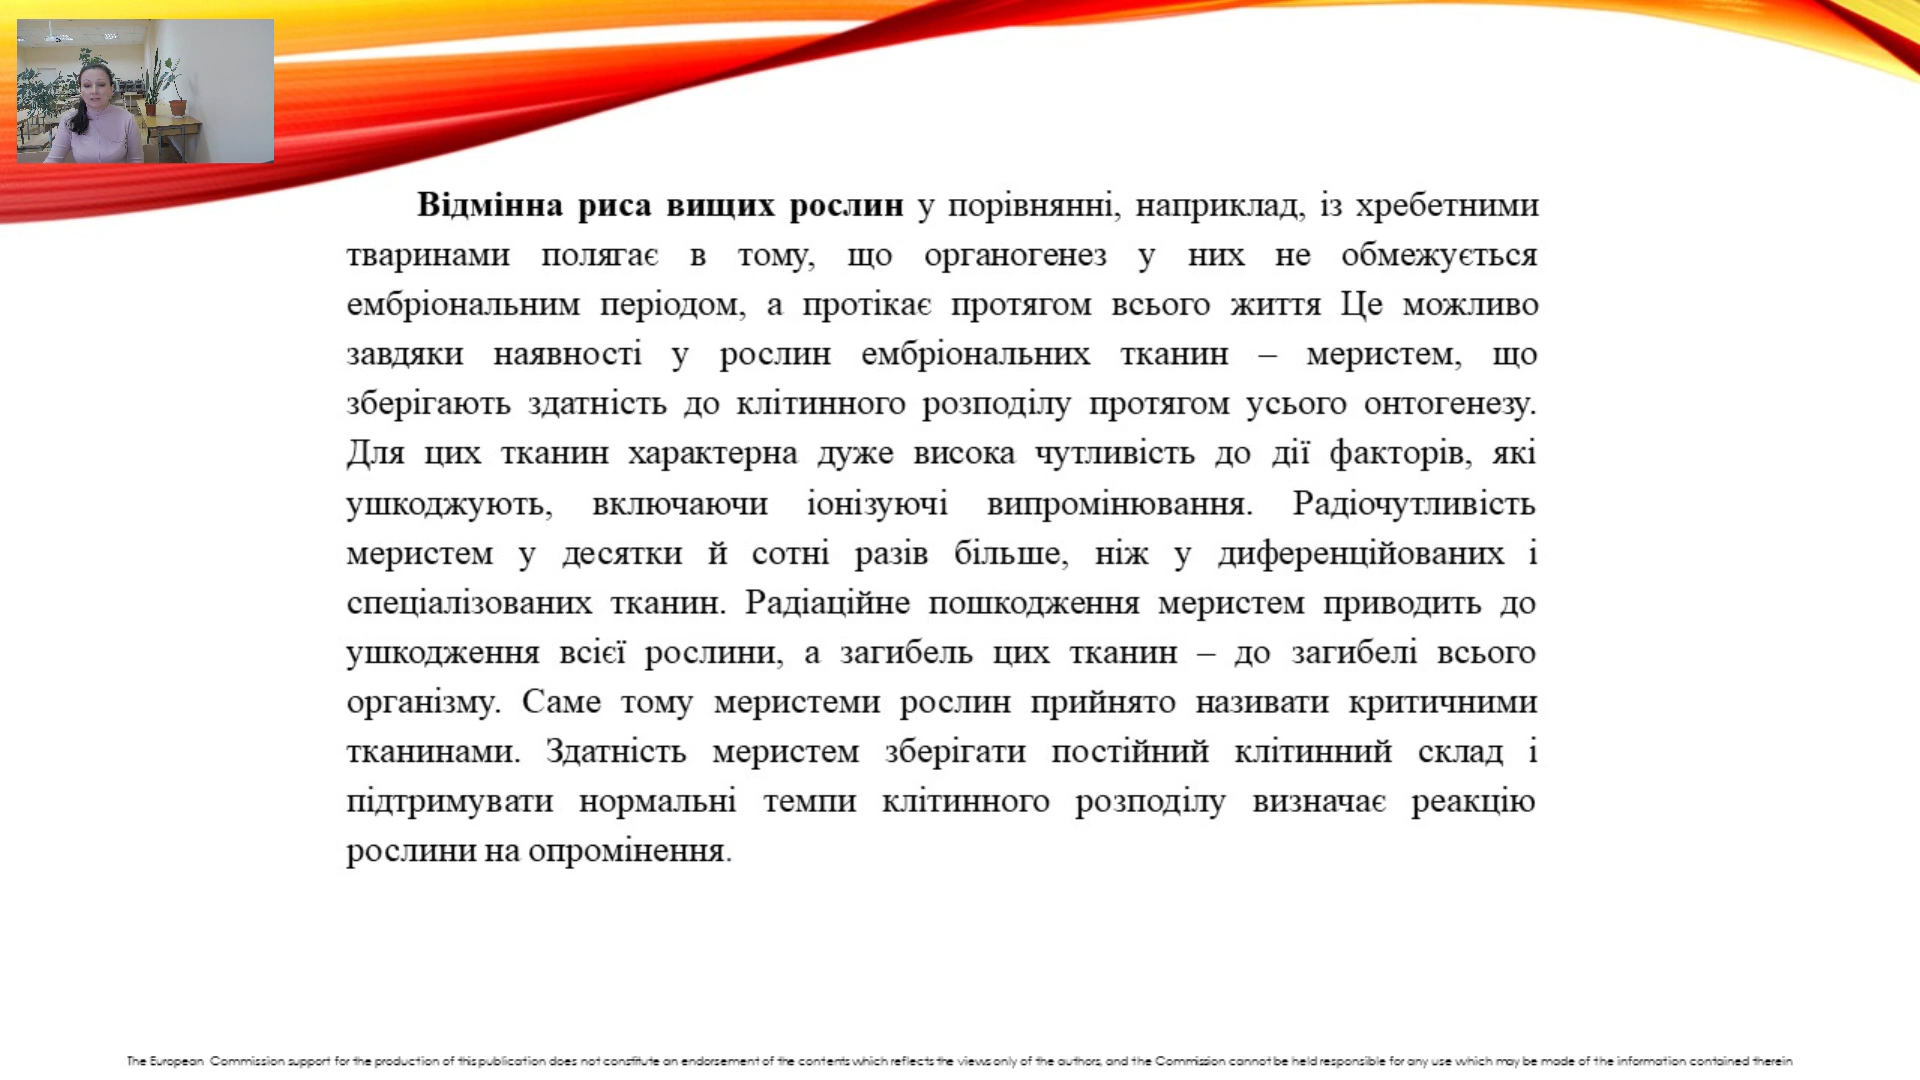 Відмінна риса вищих рослин у порівнянні, наприклад, із хребетними
тваринами полягає в тому, що органогенез у них не обмежується
ембріональним періодом, а протікає протягом всього життя Це можливо
завдяки наявності у рослин ембріональних тканин – меристем, що
зберігають здатність до клітинного розподілу протягом усього онтогенезу.
Для цих тканин характерна дуже висока чутливість до дії факторів, які
ушкоджують, включаючи іонізуючі випромінювання. Радіочутливість
меристем у десятки й сотні разів більше, ніж у диференційованих і
спеціалізованих тканин. Радіаційне пошкодження меристем приводить до
ушкодження всієї рослини, а загибель цих тканин – до загибелі всього
організму. Саме тому меристеми рослин прийнято називати критичними
тканинами. Здатність меристем зберігати постійний клітинний склад і
підтримувати нормальні темпи клітинного розподілу визначає реакцію
рослини на опромінення.
The European Commission support for the production of this publication does not constitute an endorsement of the contents which reflects the views only of the authors, and the Commission cannot be held responsible for any use which may be made of the information contained therein